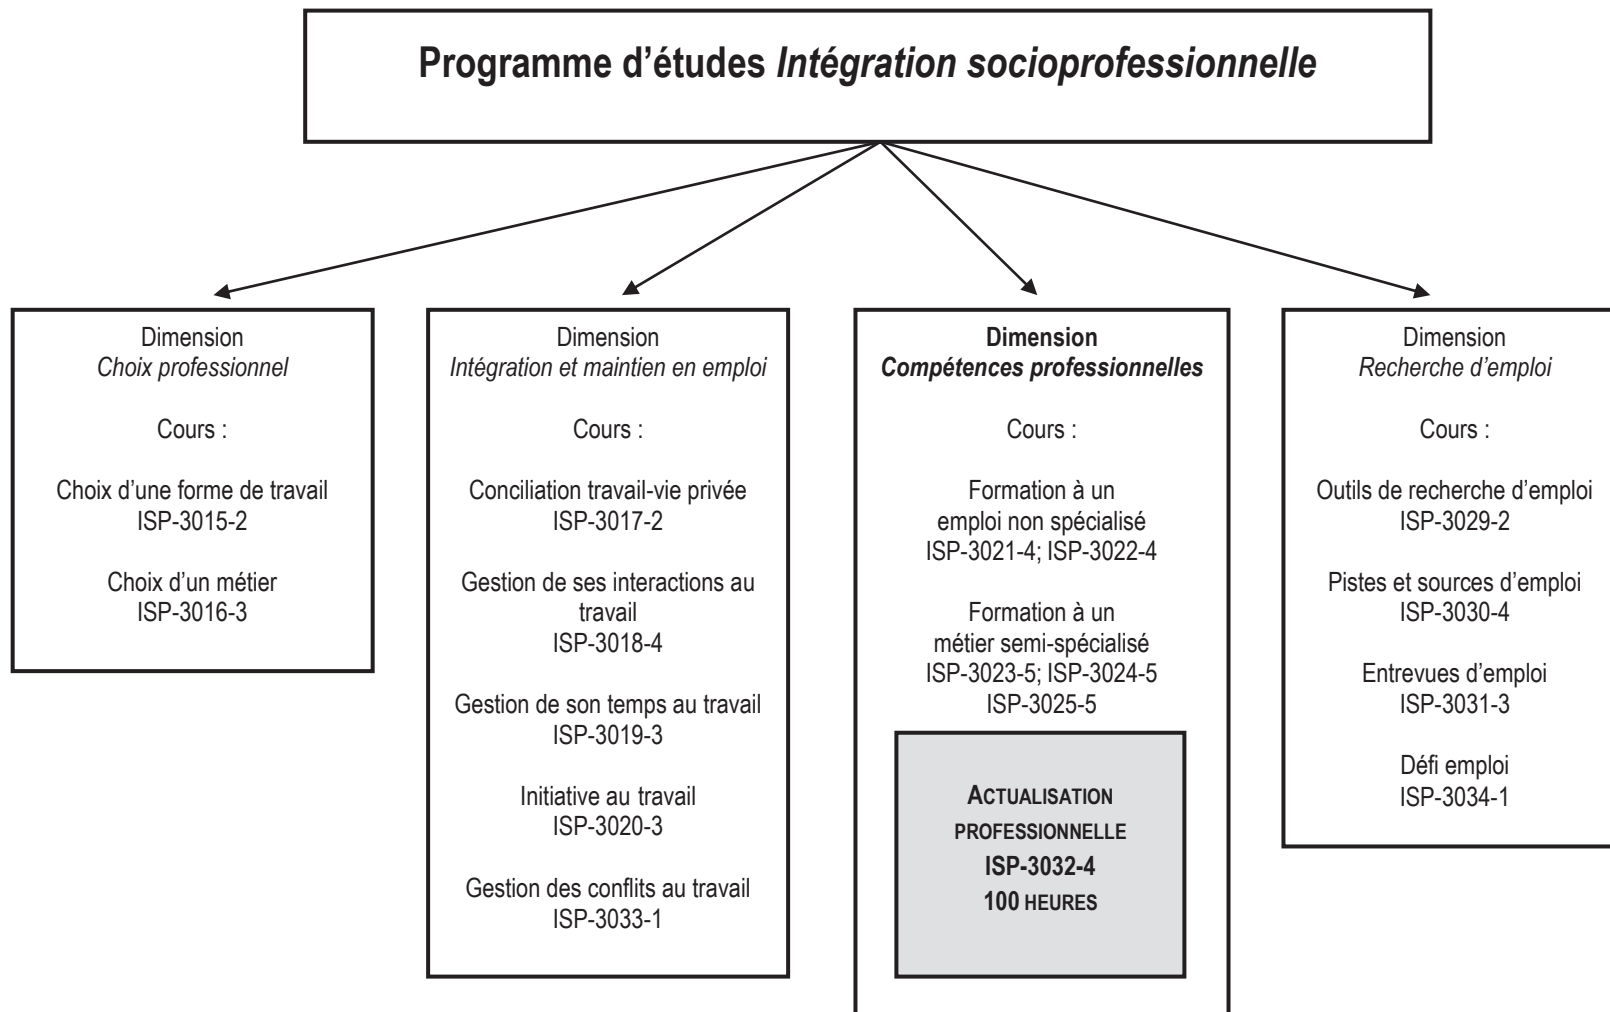 Programme d’études Intégration socioprofessionnelle
Dimension
Choix professionnel
Cours :
Choix d’une forme de travail
ISP-3015-2
Choix d’un métier
ISP-3016-3
Dimension
Intégration et maintien en emploi
Cours :
Conciliation travail-vie privée
ISP-3017-2
Gestion de ses interactions au
travail
ISP-3018-4
Gestion de son temps au travail
ISP-3019-3
Initiative au travail
ISP-3020-3
Gestion des conflits au travail
ISP-3033-1
Dimension
Compétences professionnelles
Cours :
Formation à un
emploi non spécialisé
ISP-3021-4; ISP-3022-4
Formation à un
métier semi-spécialisé
ISP-3023-5; ISP-3024-5
ISP-3025-5
ACTUALISATION
PROFESSIONNELLE
ISP-3032-4
100 HEURES
Dimension
Recherche d’emploi
Cours :
Outils de recherche d’emploi
ISP-3029-2
Pistes et sources d’emploi
ISP-3030-4
Entrevues d’emploi
ISP-3031-3
Défi emploi
ISP-3034-1